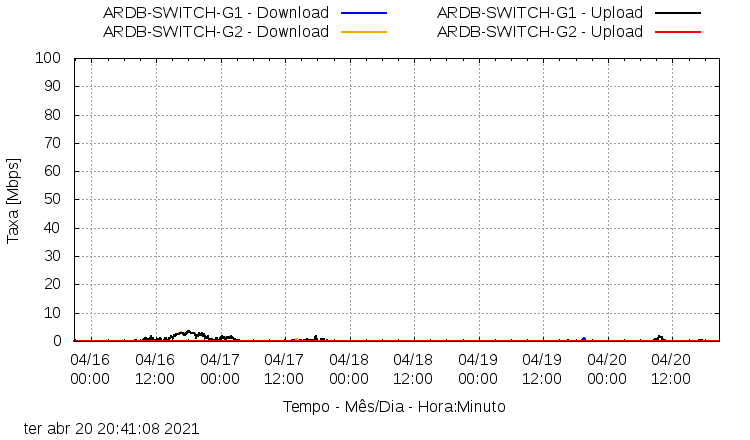 ARDB-SWITCH-G1 - Download
ARDB-SWITCH-G1 - Upload
ARDB-SWITCH-G2 - Download
ARDB-SWITCH-G2 - Upload
100
90
80
70
60
50
40
30
20
10
0
Taxa [Mbps]
04/16 04/16 04/17 04/17 04/18 04/18 04/19 04/19 04/20 04/20
00:00 12:00 00:00 12:00 00:00 12:00 00:00 12:00 00:00 12:00
Tempo - Mês/Dia - Hora:Minuto
ter abr 20 20:41:08 2021